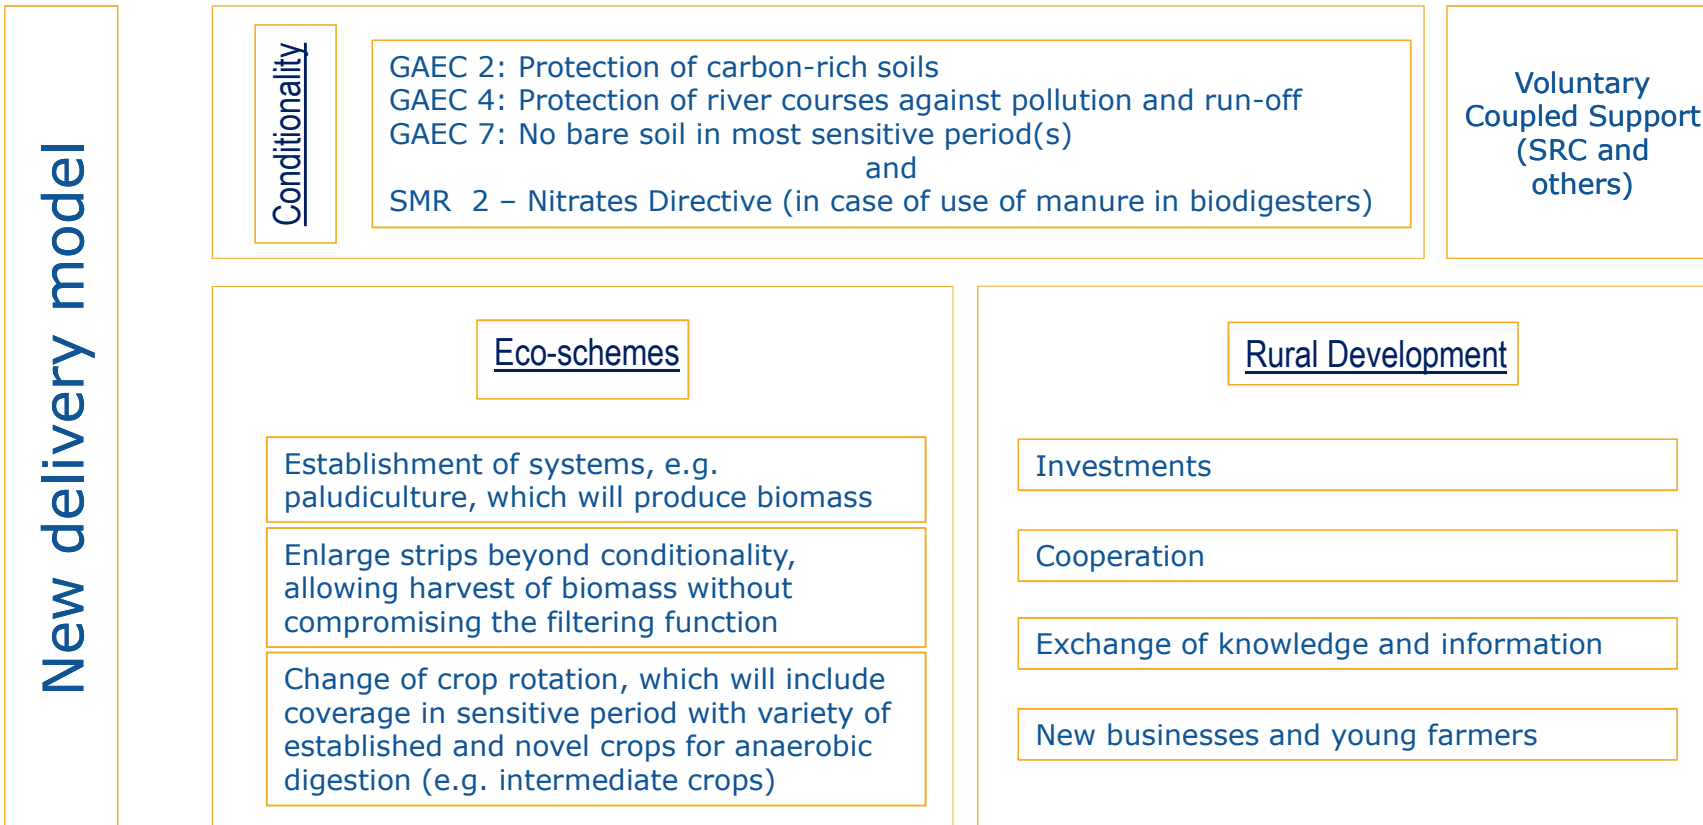 New delivery model
Conditionality
GAEC 2: Protection of carbon-rich soils
GAEC 4: Protection of river courses against pollution and run-off
GAEC 7: No bare soil in most sensitive period(s)
and
SMR  2 – Nitrates Directive (in case of use of manure in biodigesters)
Voluntary
Coupled Support
(SRC and
others)
Eco-schemes
Establishment of systems, e.g.
paludiculture, which will produce biomass
Enlarge strips beyond conditionality,
allowing harvest of biomass without
compromising the filtering function
Change of crop rotation, which will include
coverage in sensitive period with variety of
established and novel crops for anaerobic
digestion (e.g. intermediate crops)
Rural Development
Investments
Cooperation
Exchange of knowledge and information
New businesses and young farmers